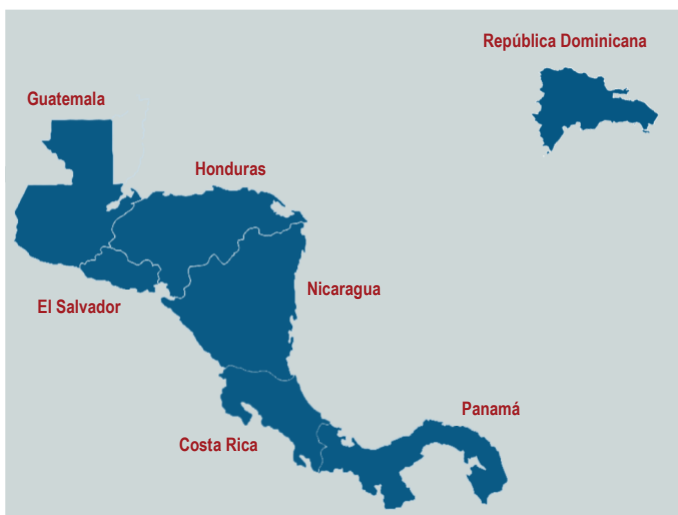 República Dominicana
Guatemala
Honduras
Nicaragua
El Salvador
Panamá
Costa Rica